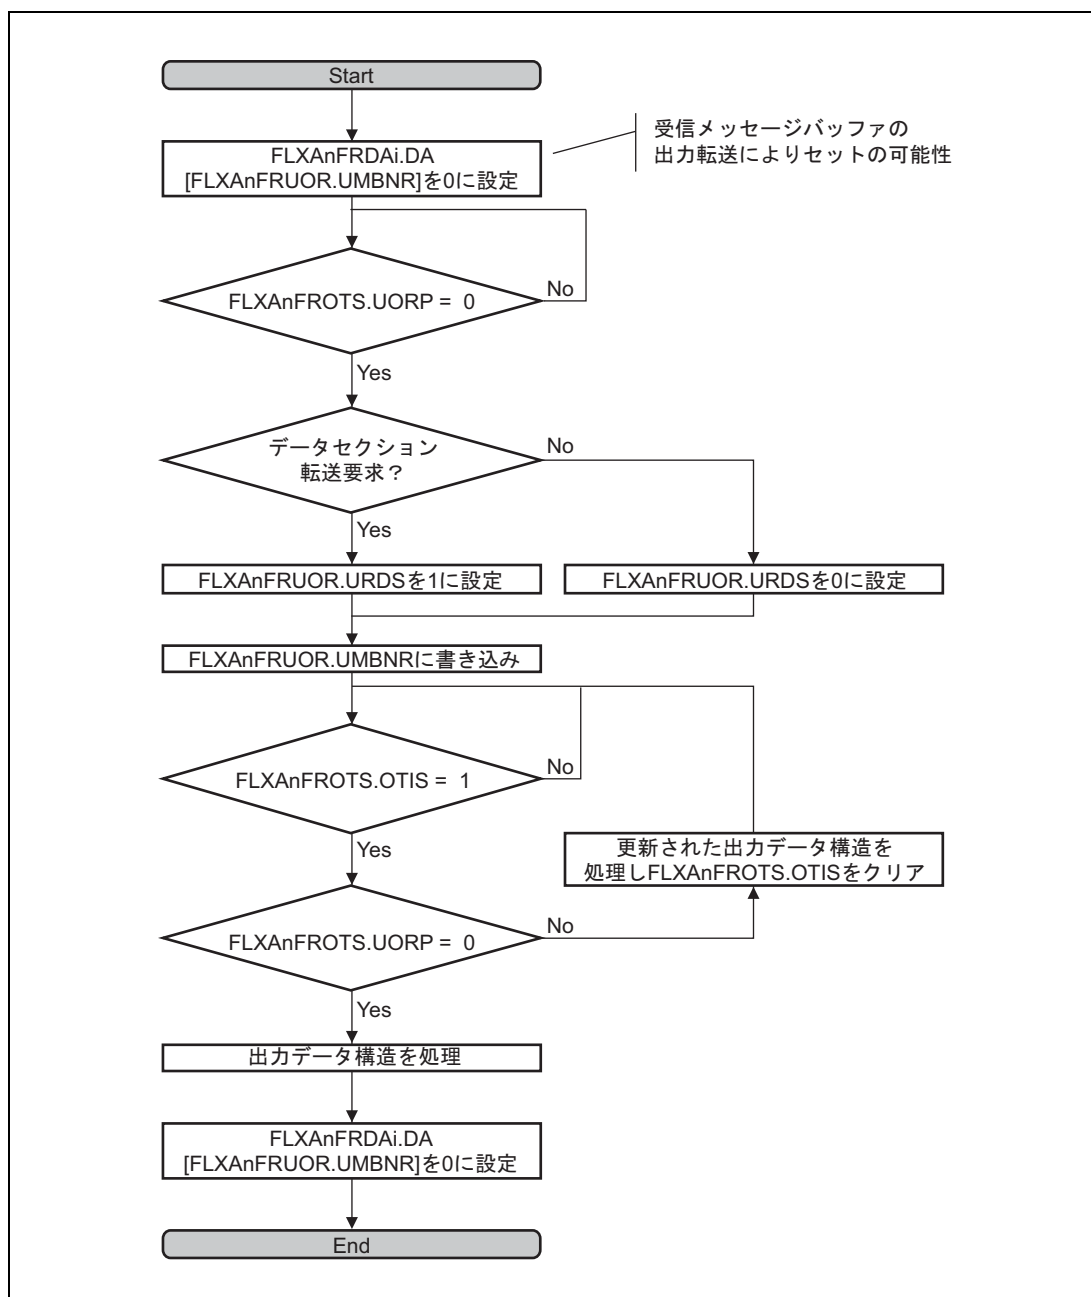 Start
FLXAnFRDAi.DA
[FLXAnFRUOR.UMBNR]を0に設定
受信メッセージバッファの
出力転送によりセットの可能性
FLXAnFROTS.UORP = 0
No
Yes
データセクション
転送要求？
No
Yes
FLXAnFRUOR.URDSを1に設定
FLXAnFRUOR.URDSを0に設定
FLXAnFRUOR.UMBNRに書き込み
FLXAnFROTS.OTIS = 1
No
Yes
更新された出力データ構造を
処理しFLXAnFROTS.OTISをクリア
FLXAnFROTS.UORP = 0
No
Yes
出力データ構造を処理
FLXAnFRDAi.DA
[FLXAnFRUOR.UMBNR]を0に設定
End